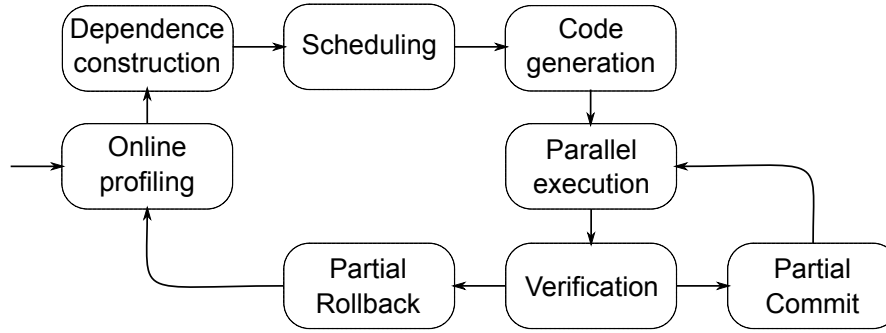 Dependence
construction
Scheduling
Code
generation
Online
profiling
Parallel
execution
Partial
Rollback
Verification
Partial
Commit